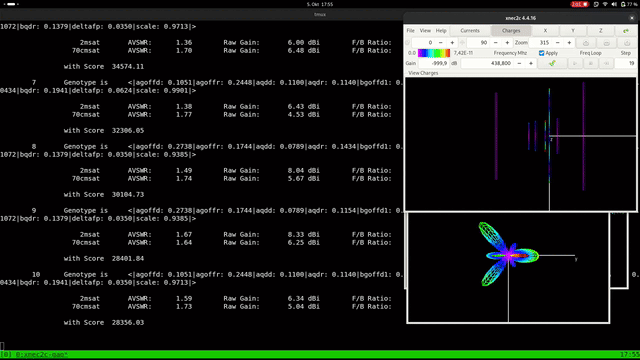 5. Okt 17:55
2:01
77 %
tmux
1072|bqdr: 0.1379|deltafp: 0.0350|scale: 0.9713|>
2msat AVSWR: 1.36 Raw Gain: 6.00 dBi F/B Ratio:
70cmsat AVSWR: 1.70 Raw Gain: 6.48 dBi F/B Ratio:
with Score 34574.11
7 Genotype is <|agoffd: 0.1051|agoffr: 0.2448|aqdd: 0.1100|aqdr: 0.1140|bgoffd1: 0.
0434|bqdr: 0.1941|deltafp: 0.0624|scale: 0.9901|>
2msat AVSWR: 1.38 Raw Gain: 6.43 dBi F/B Ratio:
70cmsat AVSWR: 1.77 Raw Gain: 4.53 dBi F/B Ratio:
with Score 32306.05
8 Genotype is <|agoffd: 0.2738|agoffr: 0.1744|aqdd: 0.0789|aqdr: 0.1434|bgoffd1: 0.
1072|bqdr: 0.1379|deltafp: 0.0350|scale: 0.9385|>
2msat AVSWR: 1.49 Raw Gain: 8.04 dBi F/B Ratio:
70cmsat AVSWR: 1.74 Raw Gain: 5.67 dBi F/B Ratio:
with Score 30104.73
9 Genotype is <|agoffd: 0.2738|agoffr: 0.1744|aqdd: 0.0789|aqdr: 0.1154|bgoffd1: 0.
1072|bqdr: 0.1379|deltafp: 0.0350|scale: 0.9385|>
2msat AVSWR: 1.67 Raw Gain: 8.33 dBi F/B Ratio:
70cmsat AVSWR: 1.64 Raw Gain: 6.25 dBi F/B Ratio:
with Score 28401.84
10 Genotype is <|agoffd: 0.1051|agoffr: 0.2448|aqdd: 0.1100|aqdr: 0.1140|bgoffd1: 0.
0434|bqdr: 0.1941|deltafp: 0.0350|scale: 0.9713|>
2msat AVSWR: 1.59 Raw Gain: 6.34 dBi F/B Ratio:
70cmsat AVSWR: 1.73 Raw Gain: 5.04 dBi F/B Ratio:
with Score 28356.03
17:55
xnec2c 4.4.16
File View Help Currents Charges X Y
0 90 Zoom 315
0.0 7,42E-11 Frequency Mhz Apply Freq Loop Step
Gain -999,9 dB 438,800 19
View Charges
Z
y